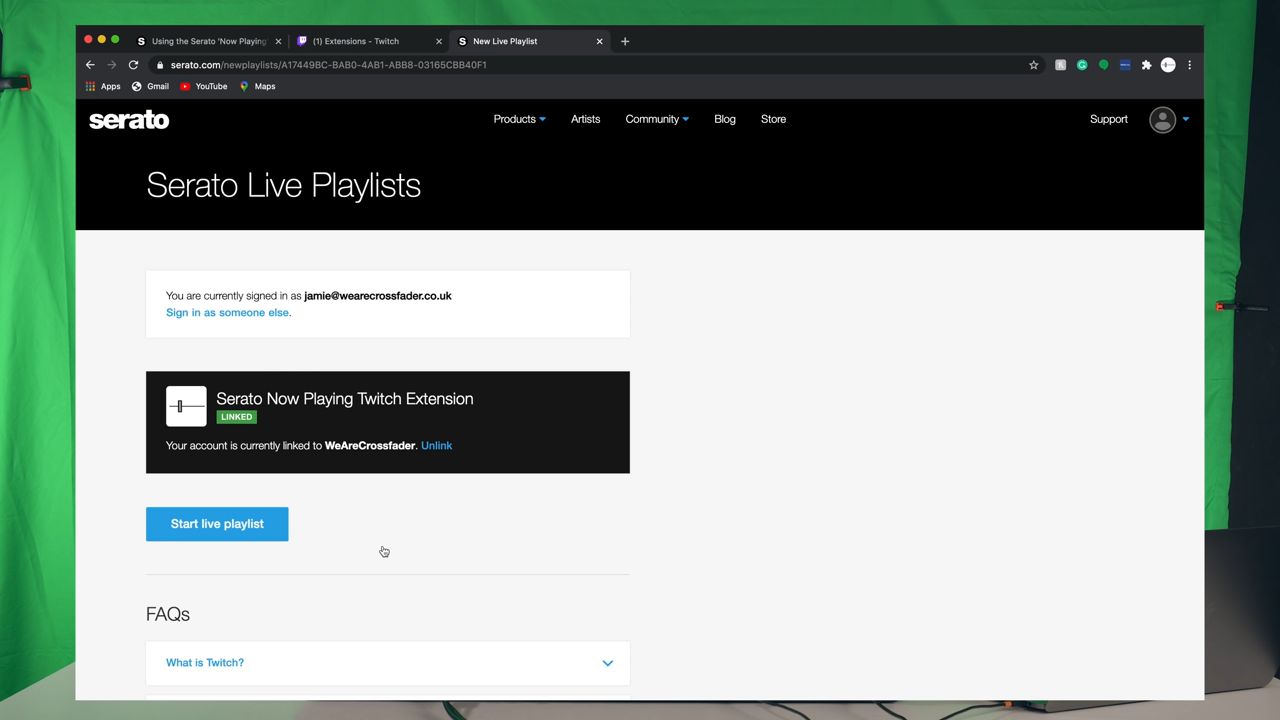 Using the Serato 'Now Playing
(1) Extensions - Twitch
New Live Playlist
serato.com/newplaylists/A17449BC-BAB0-4AB1-ABB8-03165CBB40F1
Apps
Gmail
YouTube
Maps
serato
Products
Artists
Community
Blog
Store
Support
Serato Live Playlists
You are currently signed in as jamie@wearecrossfader.co.uk
Sign in as someone else.
Serato Now Playing Twitch Extension
LINKED
Your account is currently linked to WeAreCrossfader. Unlink
Start live playlist
FAQs
What is Twitch?